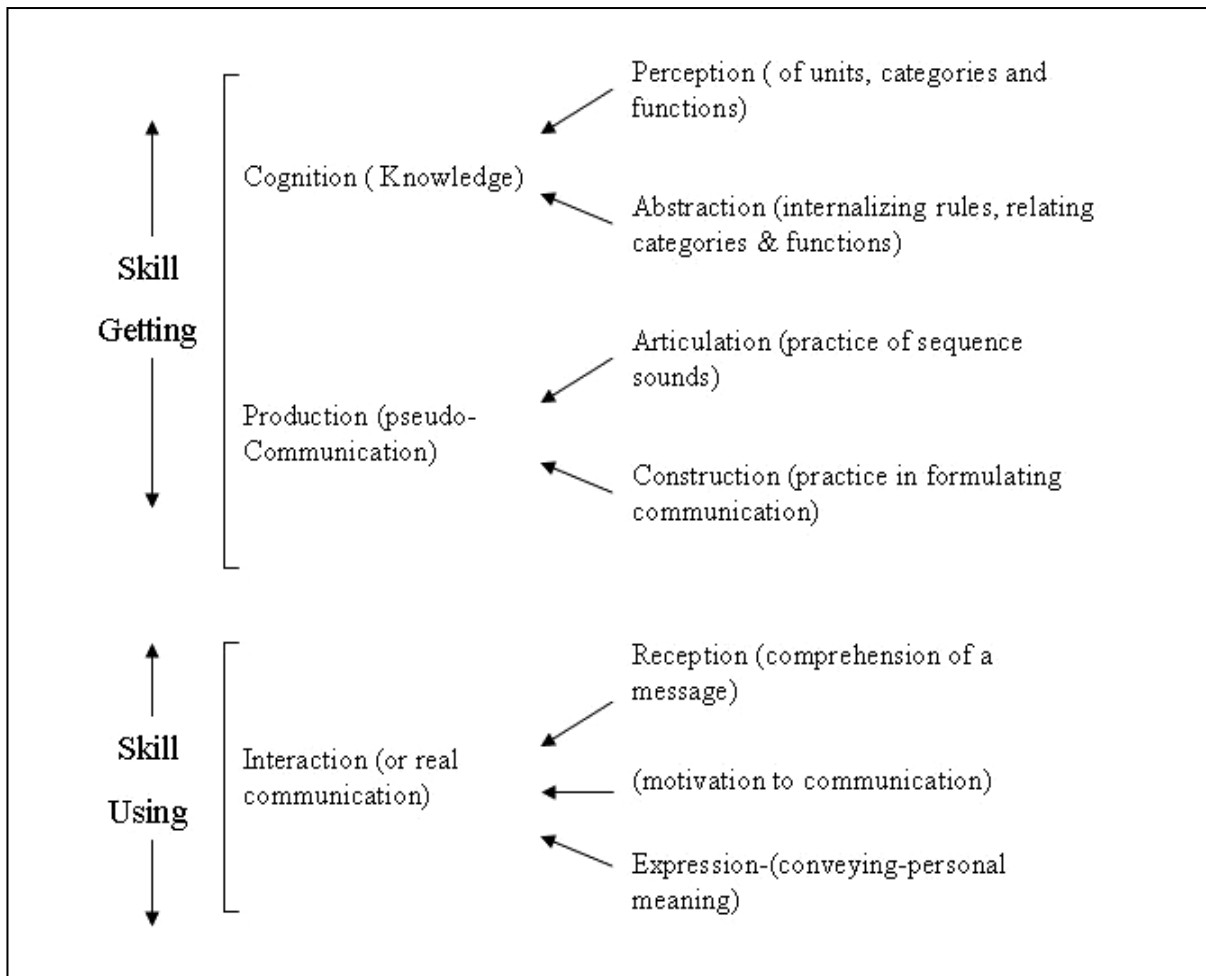 Perception ( of units, categories and
functions)
Cognition ( Knowledge)
Abstraction (internalizing rules, relating
categories & functions)
Skill
Getting
Articulation (practice of sequence
sounds)
Production (pseudo-
Communication)
Construction (practice in formulating
communication)
Reception (comprehension of a
message)
Skill
Using
Interaction (or real
communication)
(motivation to communication)
Expression-(conveying-personal
meaning)